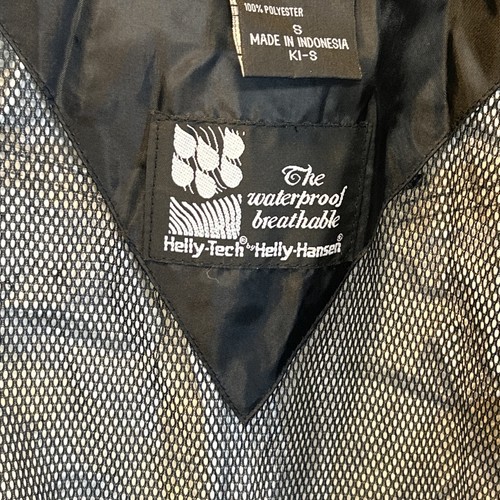 100% POLYESTER
S
MADE IN INDONESIA
KI-S
The
waterproof
breathable
Helly-Tech® by Helly-Hansen®